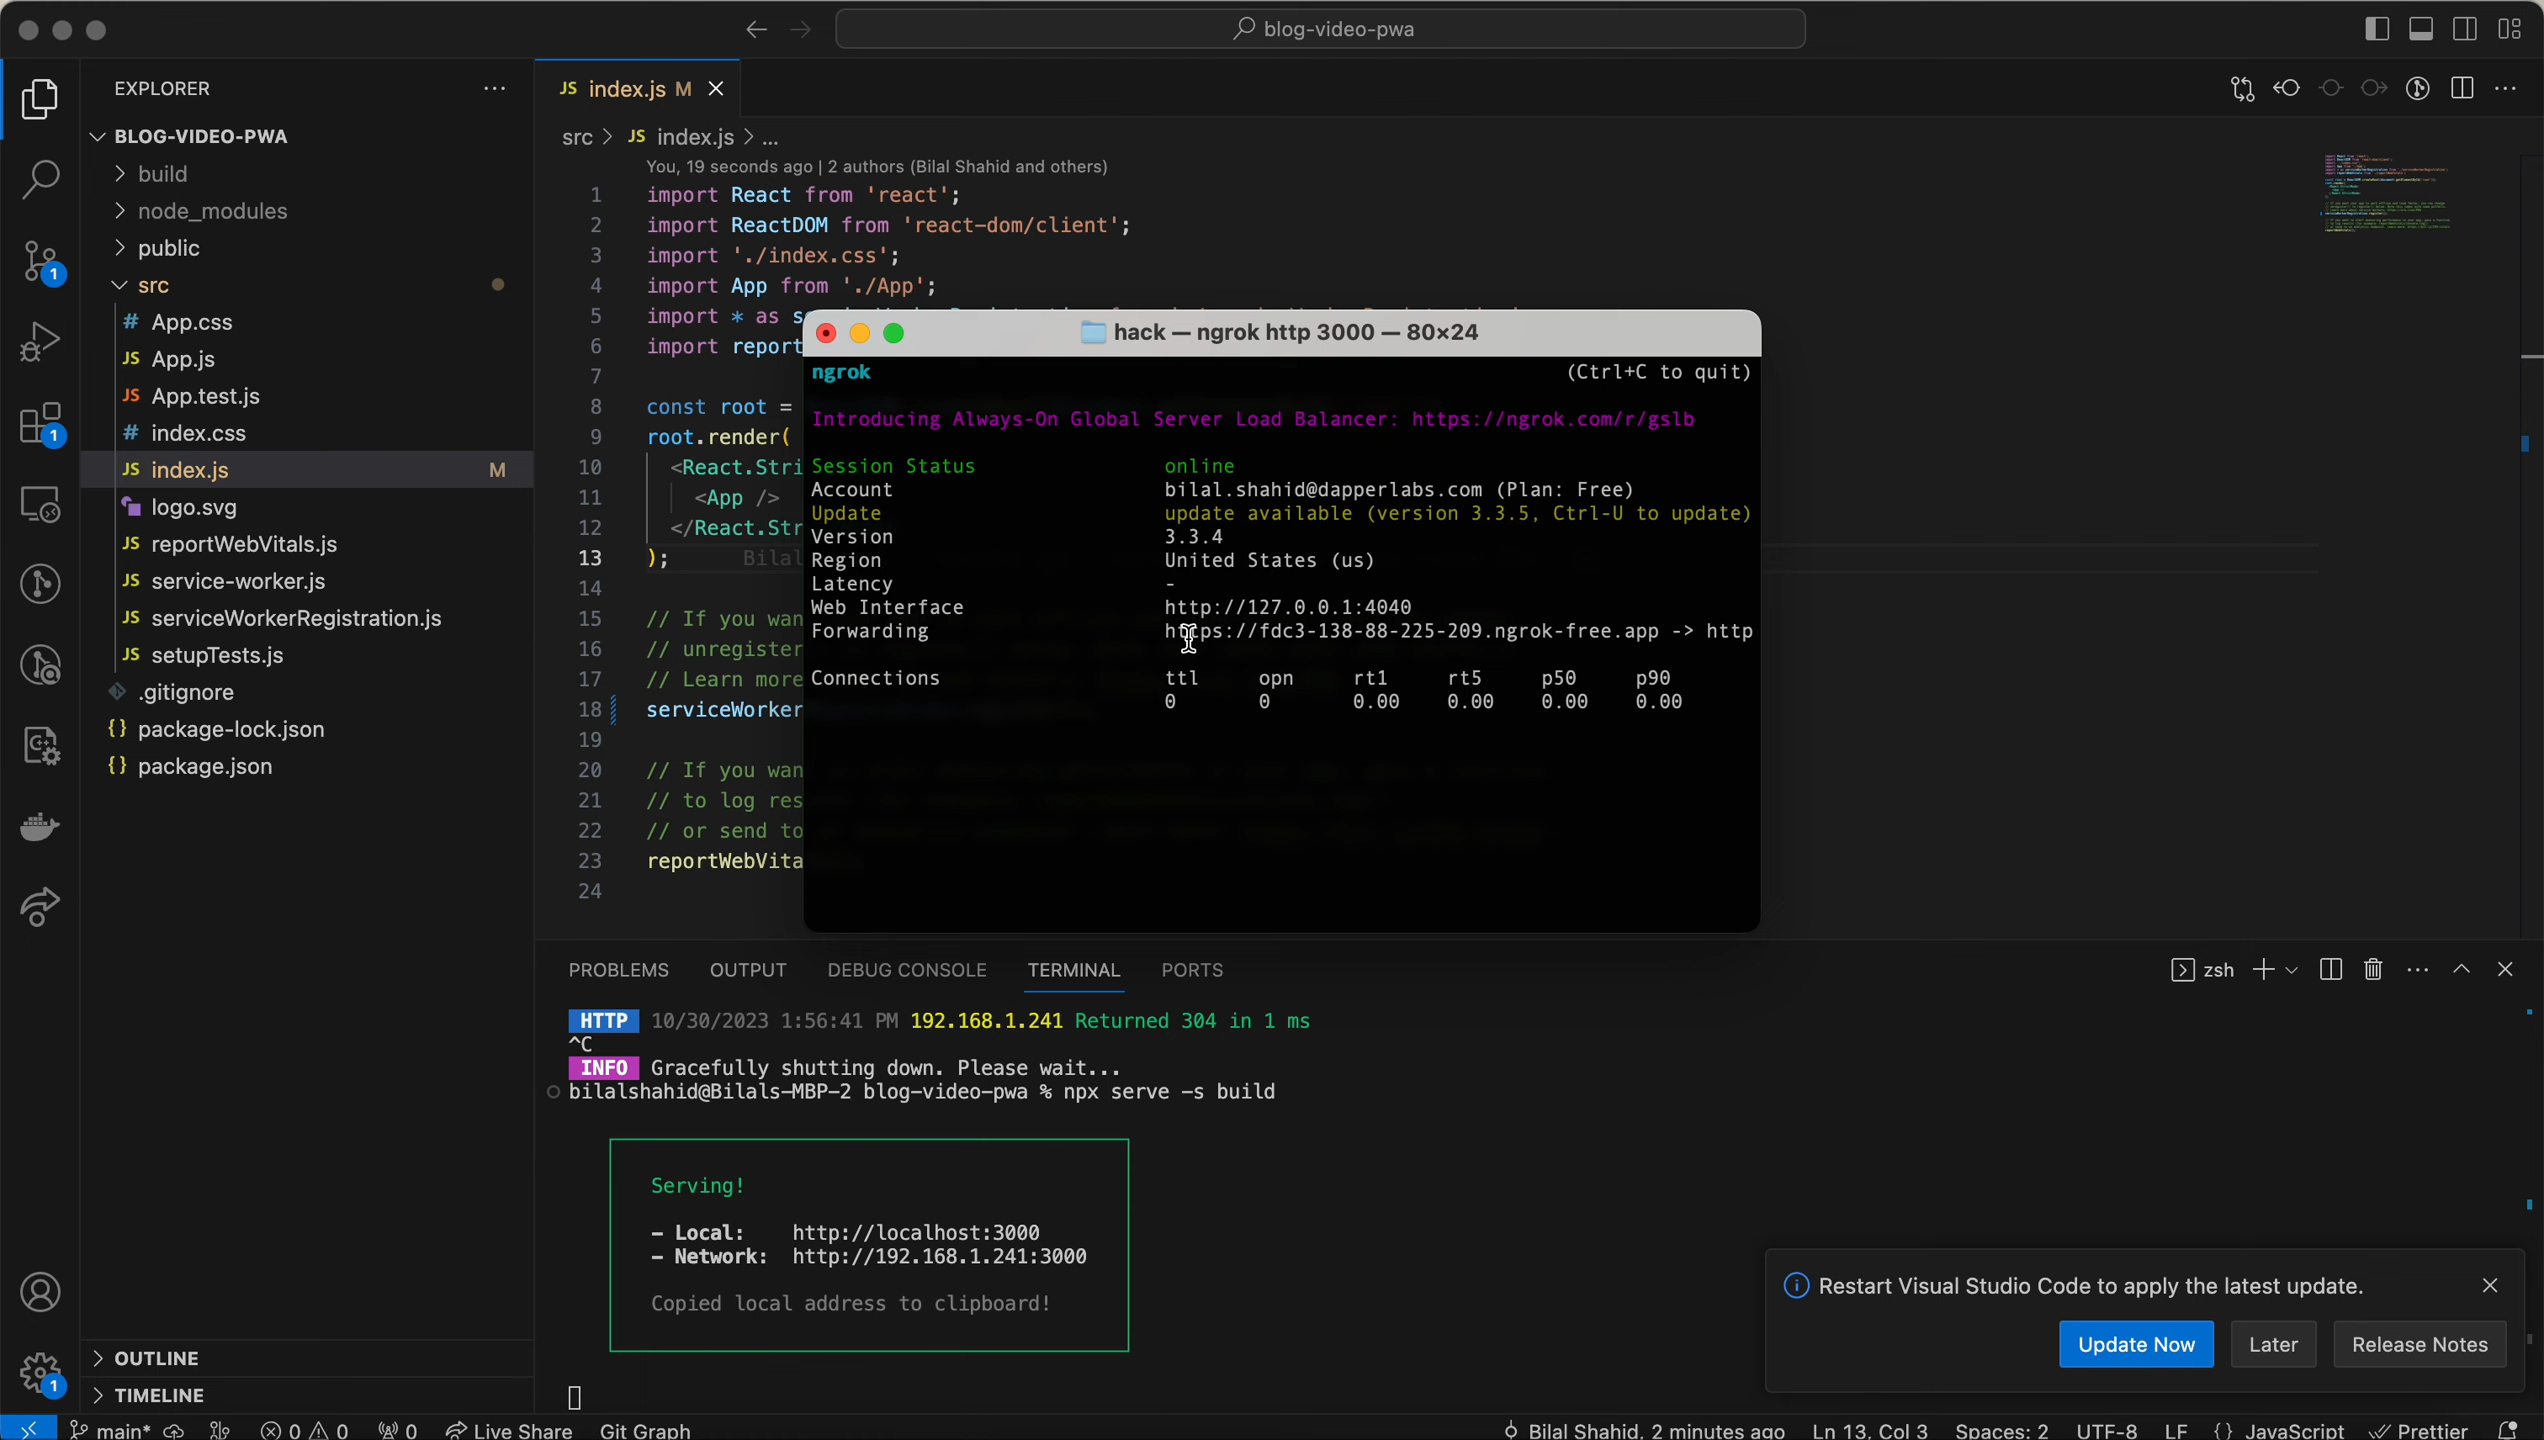 blog-video-pwa
EXPLORER
BLOG-VIDEO-PWA
build
node_modules
public
src
# App.css
JS App.js
JS App.test.js
# index.css
JS index.js M
logo.svg
JS reportWebVitals.js
JS service-worker.js
JS serviceWorkerRegistration.js
JS setupTests.js
.gitignore
{} package-lock.json
{} package.json
OUTLINE
TIMELINE
1
1
1
JS index.js M
src > JS index.js > ...
You, 19 seconds ago | 2 authors (Bilal Shahid and others)
1 import React from 'react';
2 import ReactDOM from 'react-dom/client';
3 import './index.css';
4 import App from './App';
5 import * as
6 import report
7
8 const root =
9 root.render(
10 <React.Stri
11 <App />
12 </React.Str
13 ); Bilal
14
15 // If you wan
16 // unregister
17 // Learn more
18 serviceWorker
19
20 // If you wan
21 // to log res
22 // or send to
23 reportWebVita
24
hack — ngrok http 3000 — 80×24
ngrok (Ctrl+C to quit)
Introducing Always-On Global Server Load Balancer: https://ngrok.com/r/gslb
Session Status online
Account bilal.shahid@dapperlabs.com (Plan: Free)
Update update available (version 3.3.5, Ctrl-U to update)
Version 3.3.4
Region United States (us)
Latency -
Web Interface http://127.0.0.1:4040
Forwarding https://fdc3-138-88-225-209.ngrok-free.app -> http
Connections ttl opn rt1 rt5 p50 p90
0 0 0.00 0.00 0.00 0.00
PROBLEMS OUTPUT DEBUG CONSOLE TERMINAL PORTS
zsh
HTTP 10/30/2023 1:56:41 PM 192.168.1.241 Returned 304 in 1 ms
^C
INFO Gracefully shutting down. Please wait...
bilalshahid@Bilals-MBP-2 blog-video-pwa % npx serve -s build
Serving!
- Local: http://localhost:3000
- Network: http://192.168.1.241:3000
Copied local address to clipboard!
Restart Visual Studio Code to apply the latest update.
Update Now Later Release Notes
main* 0 0 0 Live Share Git Graph Bilal Shahid, 2 minutes ago Ln 13, Col 3 Spaces: 2 UTF-8 LF {} JavaScript Prettier